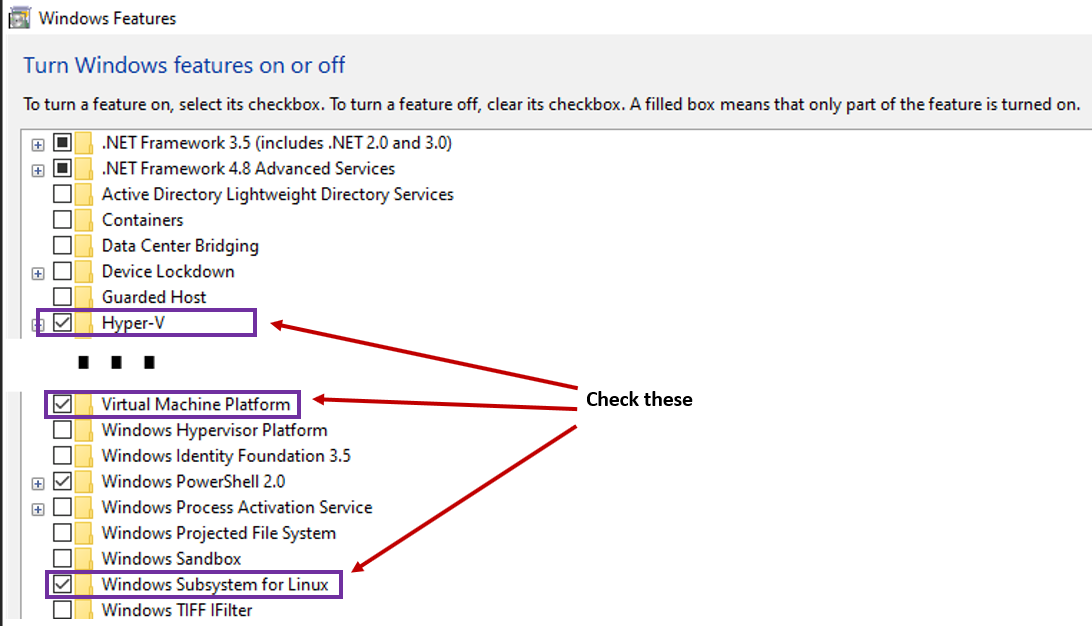 Windows Features
Turn Windows features on or off
To turn a feature on, select its checkbox. To turn a feature off, clear its checkbox. A filled box means that only part of the feature is turned on.
.NET Framework 3.5 (includes .NET 2.0 and 3.0)
.NET Framework 4.8 Advanced Services
Active Directory Lightweight Directory Services
Containers
Data Center Bridging
Device Lockdown
Guarded Host
Hyper-V
Virtual Machine Platform
Check these
Windows Hypervisor Platform
Windows Identity Foundation 3.5
Windows PowerShell 2.0
Windows Process Activation Service
Windows Projected File System
Windows Sandbox
Windows Subsystem for Linux
Windows TIFF IFilter